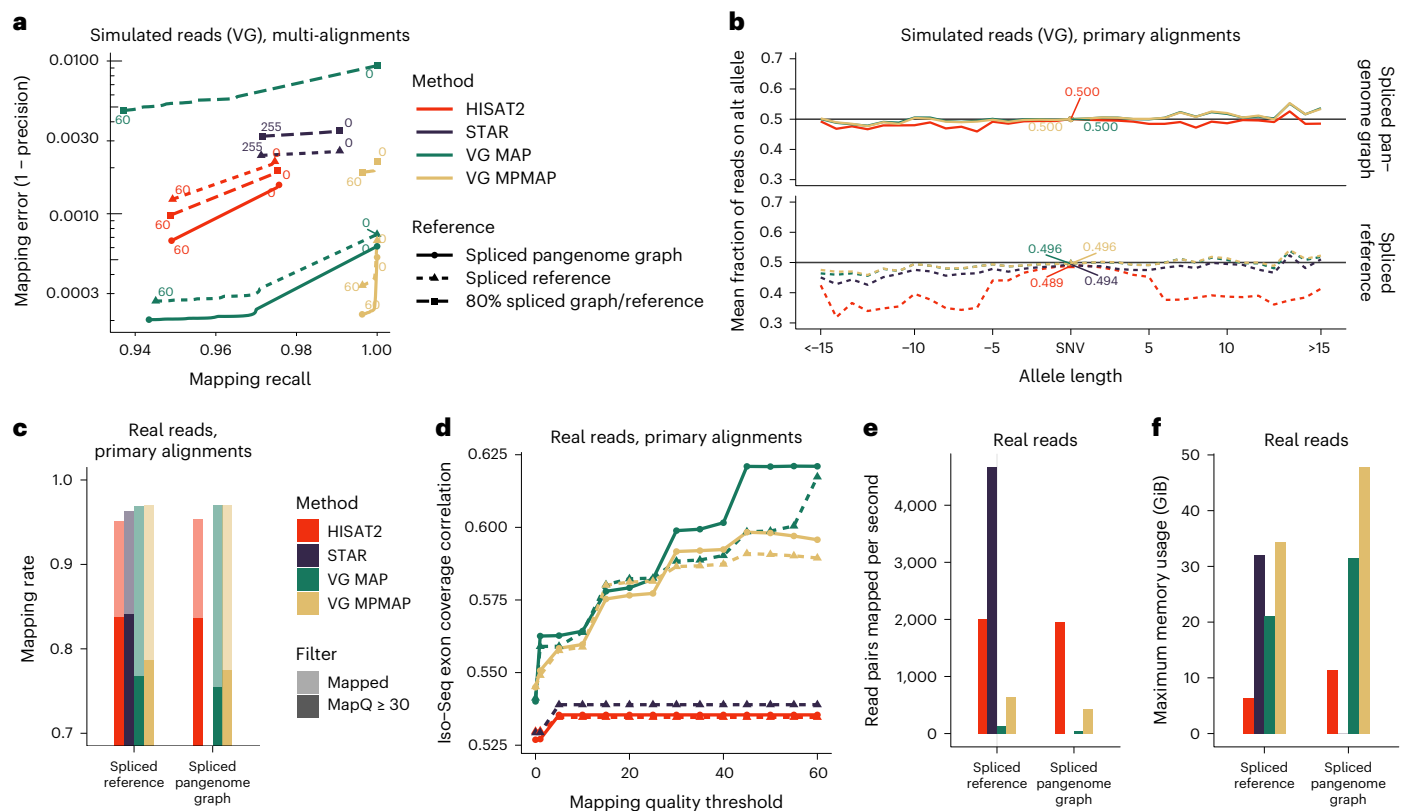 a
Simulated reads (VG), multi-alignments
Mapping error (1 – precision)
0.0100
0.0030
0.0010
0.0003
0
60
255
0
255
0
0
60
60
0
60
0
60
0
0
0
0
0
60
60
60
0.94
0.96
0.98
1.00
Mapping recall
Method
HISAT2
STAR
VG MAP
VG MPMAP
Reference
Spliced pangenome graph
Spliced reference
80% spliced graph/reference
b
Simulated reads (VG), primary alignments
Mean fraction of reads on alt allele
0.7
0.6
0.5
0.4
0.3
0.500
0.500
0.500
Spliced pan–
genome graph
0.7
0.6
0.5
0.4
0.3
0.496
0.496
0.489
0.494
Spliced
reference
<–15
–10
–5
SNV
5
10
>15
Allele length
c
Real reads,
primary alignments
Mapping rate
1.0
0.9
0.8
0.7
Spliced
reference
Spliced
pangenome
graph
Method
HISAT2
STAR
VG MAP
VG MPMAP
Filter
Mapped
MapQ ≥ 30
d
Real reads, primary alignments
Iso–Seq exon coverage correlation
0.625
0.600
0.575
0.550
0.525
0
20
40
60
Mapping quality threshold
e
Real reads
Read pairs mapped per second
4,000
3,000
2,000
1,000
0
Spliced
reference
Spliced
pangenome
graph
f
Real reads
Maximum memory usage (GiB)
50
40
30
20
10
0
Spliced
reference
Spliced
pangenome
graph